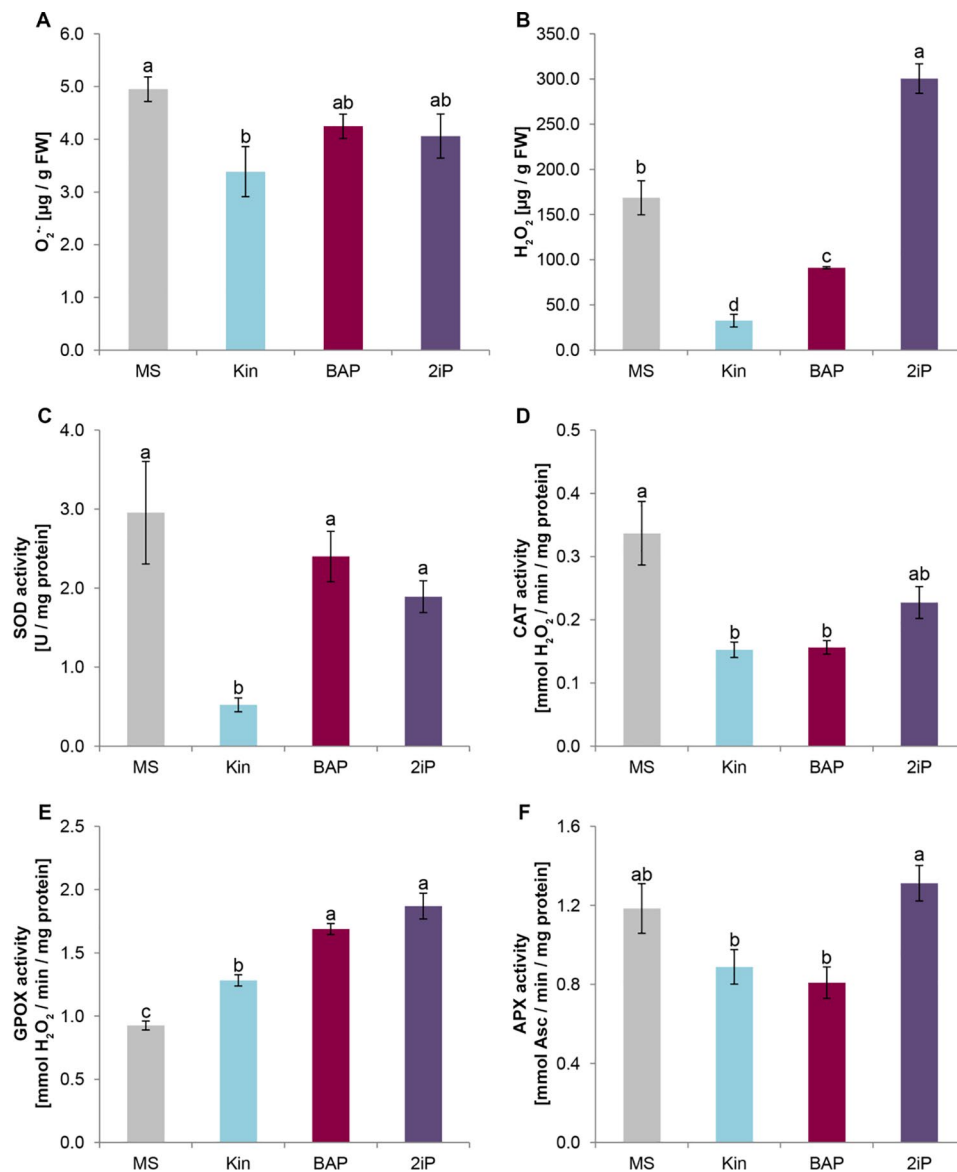 A
B
6.0
5.0
4.0
3.0
2.0
1.0
0.0
O₂˙⁻ [µg / g FW]
a
b
ab
ab
MS Kin BAP 2iP
350.0
300.0
250.0
200.0
150.0
100.0
50.0
0.0
H₂O₂ [µg / g FW]
b
d
c
a
MS Kin BAP 2iP
C
D
4.0
3.0
2.0
1.0
0.0
SOD activity
[U / mg protein]
a
b
a
a
MS Kin BAP 2iP
0.5
0.4
0.3
0.2
0.1
0.0
CAT activity
[mmol H₂O₂ / min / mg protein]
a
b
b
ab
MS Kin BAP 2iP
E
F
2.5
2.0
1.5
1.0
0.5
0.0
GPOX activity
[mmol H₂O₂ / min / mg protein]
c
b
a
a
MS Kin BAP 2iP
1.6
1.2
0.8
0.4
0.0
APX activity
[mmol Asc / min / mg protein]
ab
b
b
a
MS Kin BAP 2iP